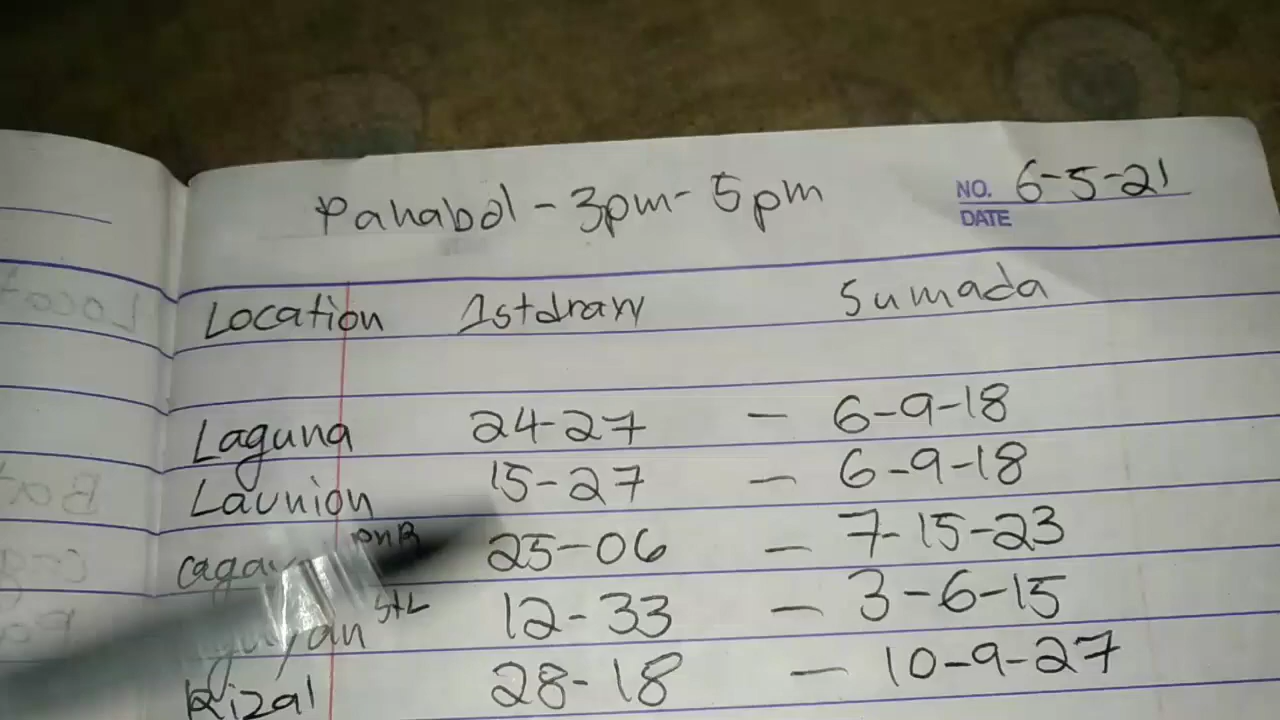 Pahabol - 3pm - 5pm
NO. 6-5-21
DATE
Location 1stdraw Sumada
Laguna 24-27 - 6-9-18
Launion 15-27 - 6-9-18
25-06 - 7-15-23
STL 12-33 - 3-6-15
Rizal 28-18 - 10-9-27